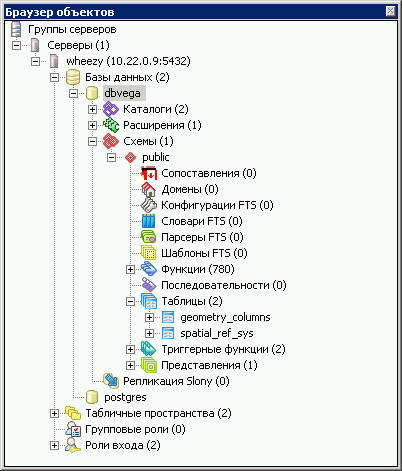 Браузер объектов
Группы серверов
Серверы (1)
wheezy (10.22.0.9:5432)
Базы данных (2)
dbvega
Каталоги (2)
Расширения (1)
Схемы (1)
public
Сопоставления (0)
Домены (0)
Конфигурации FTS (0)
Словари FTS (0)
Парсеры FTS (0)
Шаблоны FTS (0)
Функции (780)
Последовательности (0)
Таблицы (2)
geometry_columns
spatial_ref_sys
Триггерные функции (2)
Представления (1)
Репликация Slony (0)
postgres
Табличные пространства (2)
Групповые роли (0)
Роли входа (2)